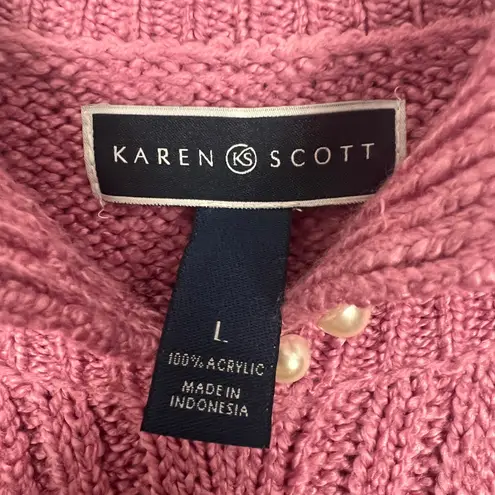 KAREN KS SCOTT
L
100% ACRYLIC
MADE IN
INDONESIA